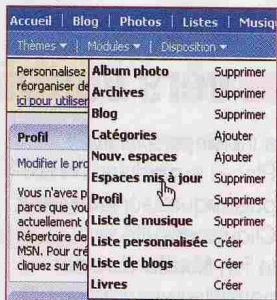 Accueil | Blog | Photos | Listes | Musiq
Thèmes | Modules | Disposition
Personnalisez
réorganiser de
ici pour utiliser
Album photo Supprimer
Archives Supprimer
Blog Supprimer
Catégories Ajouter
Nouv. espaces Ajouter
Espaces mis à jour Supprimer
Profil Supprimer
Liste de musique Supprimer
Liste personnalisée Créer
Liste de blogs Créer
Livres Créer
Profil
Modifier le pro
Vous n'avez p
parce que vou
actuellement d
Répertoire de
MSN. Pour cré
cliquez sur Mo